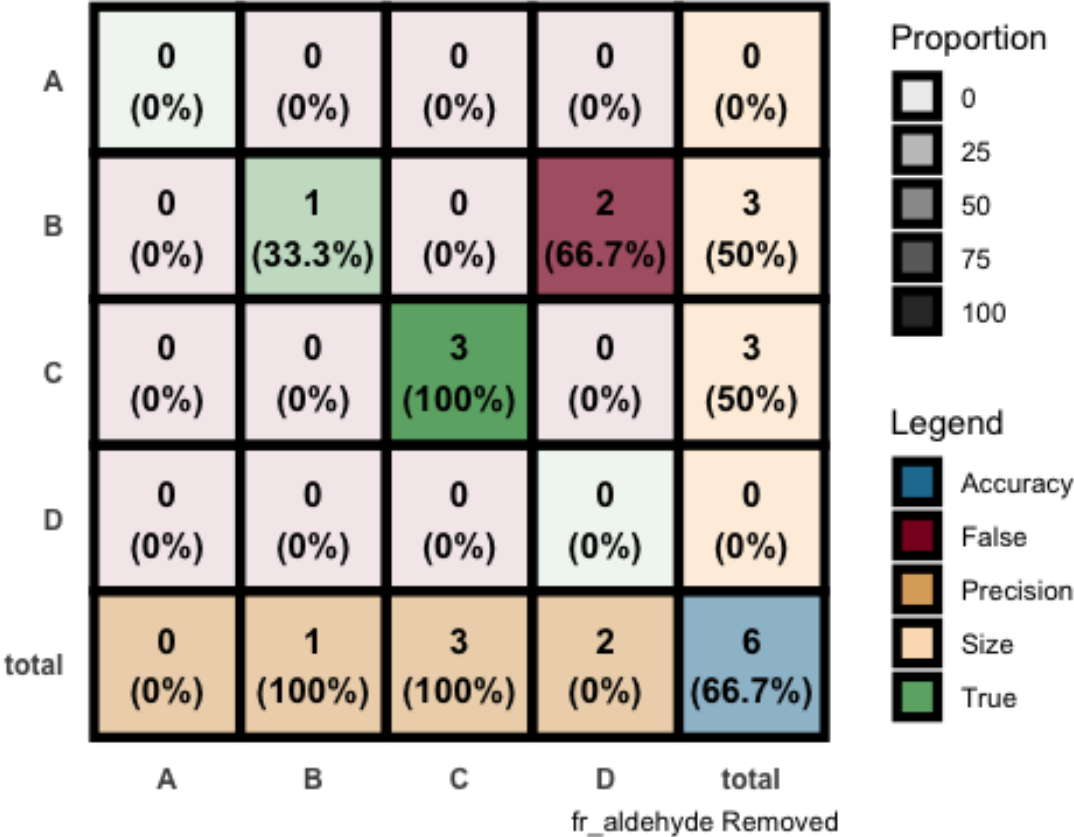 A
0 0 0 0 0
(0%) (0%) (0%) (0%) (0%)
B
0 1 0 2 3
(0%) (33.3%) (0%) (66.7%) (50%)
C
0 0 3 0 3
(0%) (0%) (100%) (0%) (50%)
D
0 0 0 0 0
(0%) (0%) (0%) (0%) (0%)
total
0 1 3 2 6
(0%) (100%) (100%) (0%) (66.7%)
A B C D total
fr_aldehyde Removed
Proportion
0
25
50
75
100
Legend
Accuracy
False
Precision
Size
True